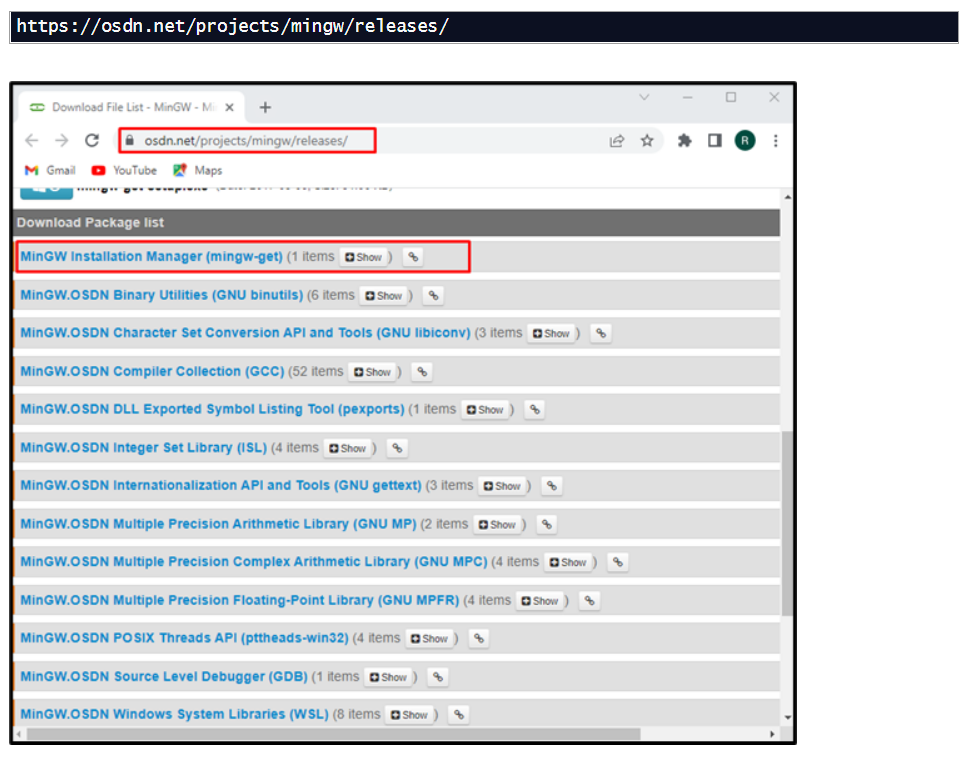 https://osdn.net/projects/mingw/releases/
Download File List - MinGW - Mi
osdn.net/projects/mingw/releases/
R
Gmail YouTube Maps
Download Package list
MinGW Installation Manager (mingw-get) (1 items Show )
MinGW.OSDN Binary Utilities (GNU binutils) (6 items Show )
MinGW.OSDN Character Set Conversion API and Tools (GNU libiconv) (3 items Show )
MinGW.OSDN Compiler Collection (GCC) (52 items Show )
MinGW.OSDN DLL Exported Symbol Listing Tool (pexports) (1 items Show )
MinGW.OSDN Integer Set Library (ISL) (4 items Show )
MinGW.OSDN Internationalization API and Tools (GNU gettext) (3 items Show )
MinGW.OSDN Multiple Precision Arithmetic Library (GNU MP) (2 items Show )
MinGW.OSDN Multiple Precision Complex Arithmetic Library (GNU MPC) (4 items Show )
MinGW.OSDN Multiple Precision Floating-Point Library (GNU MPFR) (4 items Show )
MinGW.OSDN POSIX Threads API (pttheads-win32) (4 items Show )
MinGW.OSDN Source Level Debugger (GDB) (1 items Show )
MinGW.OSDN Windows System Libraries (WSL) (8 items Show )